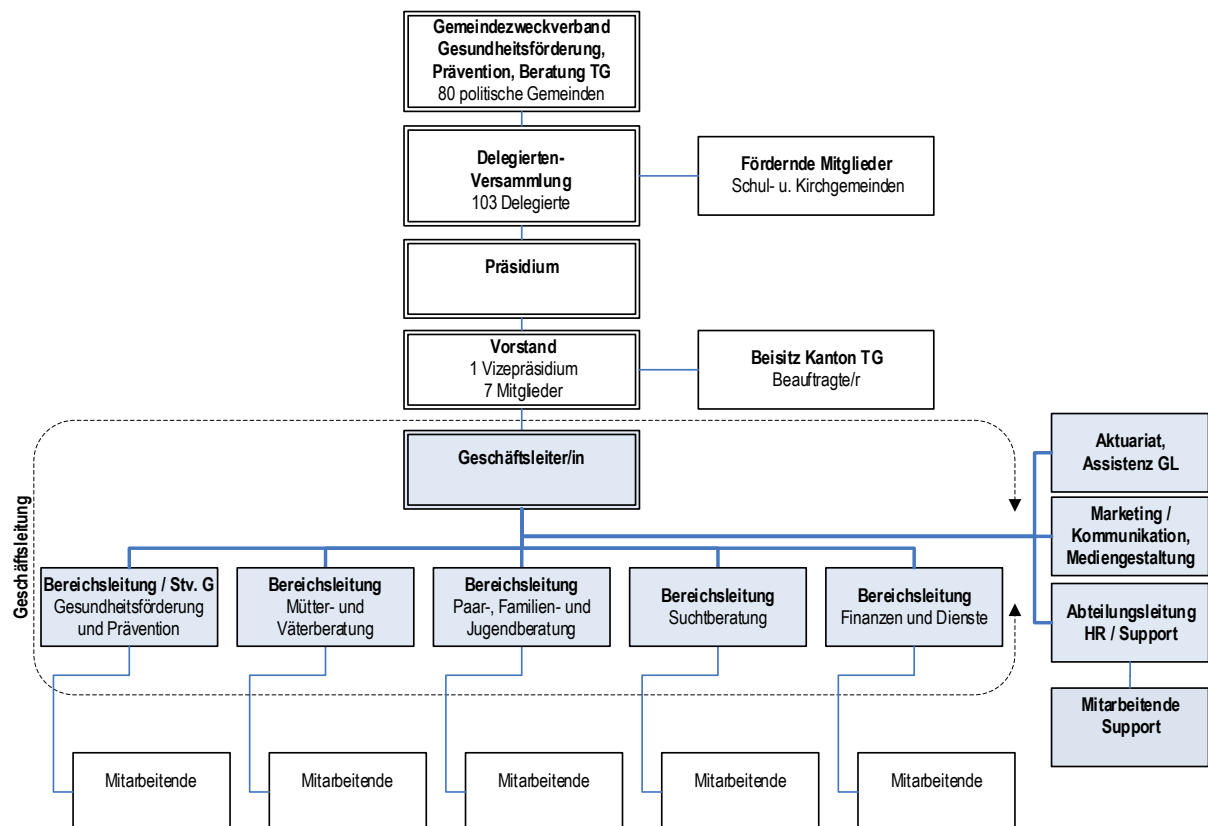 Gemeindezweckverband
Gesundheitsförderung,
Prävention, Beratung TG
80 politische Gemeinden
Delegierten-
Versammlung
103 Delegierte
Fördernde Mitglieder
Schul- u. Kirchgemeinden
Präsidium
Vorstand
1 Vizepräsidium
7 Mitglieder
Beisitz Kanton TG
Beauftragte/r
Geschäftsleitung
Geschäftsleiter/in
Aktuariat,
Assistenz GL
Marketing /
Kommunikation,
Mediengestaltung
Abteilungsleitung
HR / Support
Mitarbeitende
Support
Bereichsleitung / Stv. G
Gesundheitsförderung
und Prävention
Bereichsleitung
Mütter- und
Väterberatung
Bereichsleitung
Paar-, Familien- und
Jugendberatung
Bereichsleitung
Suchtberatung
Bereichsleitung
Finanzen und Dienste
Mitarbeitende
Mitarbeitende
Mitarbeitende
Mitarbeitende
Mitarbeitende